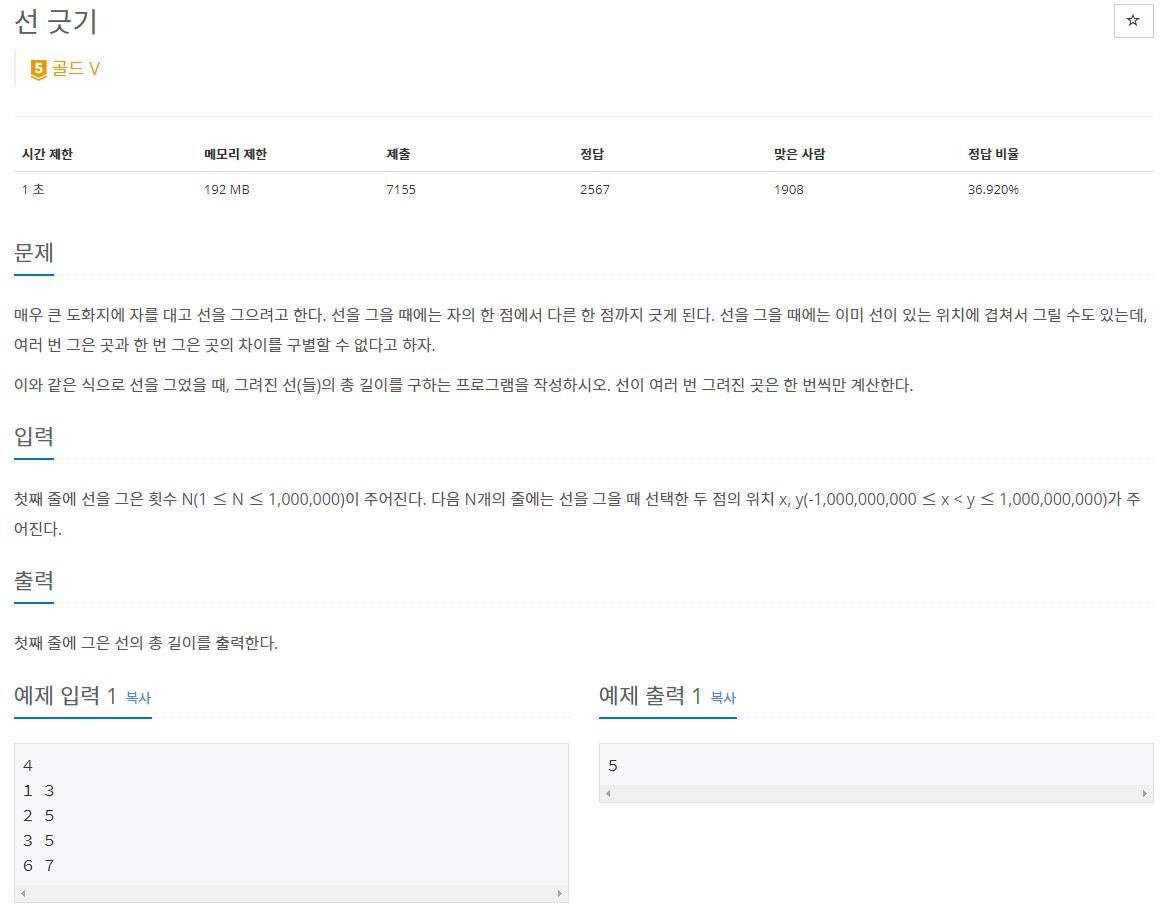 선 긋기
☆
5 골드 V
시간 제한 메모리 제한 제출 정답 맞은 사람 정답 비율
1 초 192 MB 7155 2567 1908 36.920%
문제
매우 큰 도화지에 자를 대고 선을 그으려고 한다. 선을 그을 때에는 자의 한 점에서 다른 한 점까지 긋게 된다. 선을 그을 때에는 이미 선이 있는 위치에 겹쳐서 그릴 수도 있는데,
여러 번 그은 곳과 한 번 그은 곳의 차이를 구별할 수 없다고 하자.
이와 같은 식으로 선을 그었을 때, 그려진 선(들)의 총 길이를 구하는 프로그램을 작성하시오. 선이 여러 번 그려진 곳은 한 번씩만 계산한다.
입력
첫째 줄에 선을 그은 횟수 N(1 ≤ N ≤ 1,000,000)이 주어진다. 다음 N개의 줄에는 선을 그을 때 선택한 두 점의 위치 x, y(-1,000,000,000 ≤ x < y ≤ 1,000,000,000)가 주
어진다.
출력
첫째 줄에 그은 선의 총 길이를 출력한다.
예제 입력 1 복사
4
1 3
2 5
3 5
6 7
예제 출력 1 복사
5